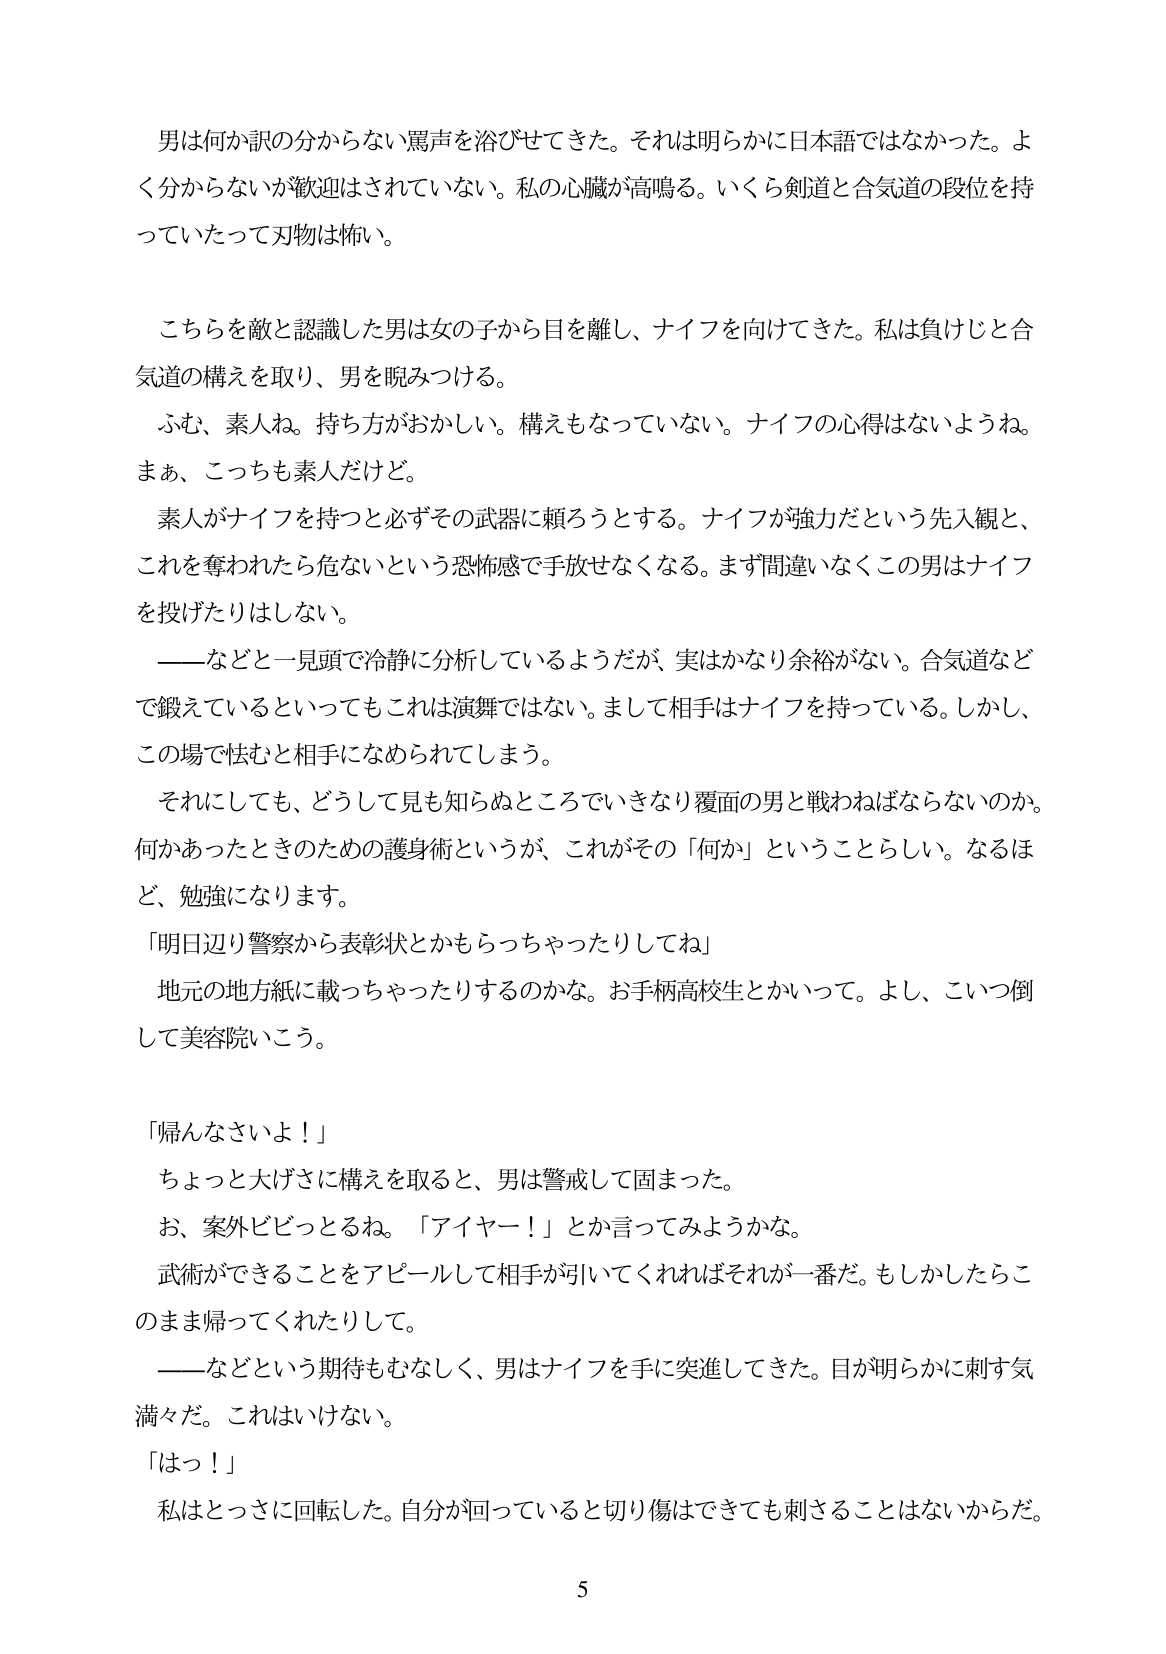 男は何か訳の分からない罵声を浴びせてきた。それは明らかに日本語ではなかった。よ
く分からないが歓迎はされていない。私の心臓が高鳴る。いくら剣道と合気道の段位を持
っていたって刃物は怖い。

　こちらを敵と認識した男は女の子から目を離し、ナイフを向けてきた。私は負けじと合
気道の構えを取り、男を睨みつける。
　ふむ、素人ね。持ち方がおかしい。構えもなっていない。ナイフの心得はないようね。
まぁ、こっちも素人だけど。
　素人がナイフを持つと必ずその武器に頼ろうとする。ナイフが強力だという先入観と、
これを奪われたら危ないという恐怖感で手放せなくなる。まず間違いなくこの男はナイフ
を投げたりはしない。
　――などと一見頭で冷静に分析しているようだが、実はかなり余裕がない。合気道など
で鍛えているといってもこれは演舞ではない。まして相手はナイフを持っている。しかし、
この場で怯むと相手になめられてしまう。
　それにしても、どうして見も知らぬところでいきなり覆面の男と戦わねばならないのか。
何かあったときのための護身術というが、これがその「何か」ということらしい。なるほ
ど、勉強になります。
「明日辺り警察から表彰状とかもらっちゃったりしてね」
　地元の地方紙に載っちゃったりするのかな。お手柄高校生とかいって。よし、こいつ倒
して美容院いこう。

「帰んなさいよ！」
　ちょっと大げさに構えを取ると、男は警戒して固まった。
　お、案外ビビっとるね。「アイヤー！」とか言ってみようかな。
　武術ができることをアピールして相手が引いてくれればそれが一番だ。もしかしたらこ
のまま帰ってくれたりして。
　――などという期待もむなしく、男はナイフを手に突進してきた。目が明らかに刺す気
満々だ。これはいけない。
「はっ！」
　私はとっさに回転した。自分が回っていると切り傷はできても刺さることはないからだ。
5